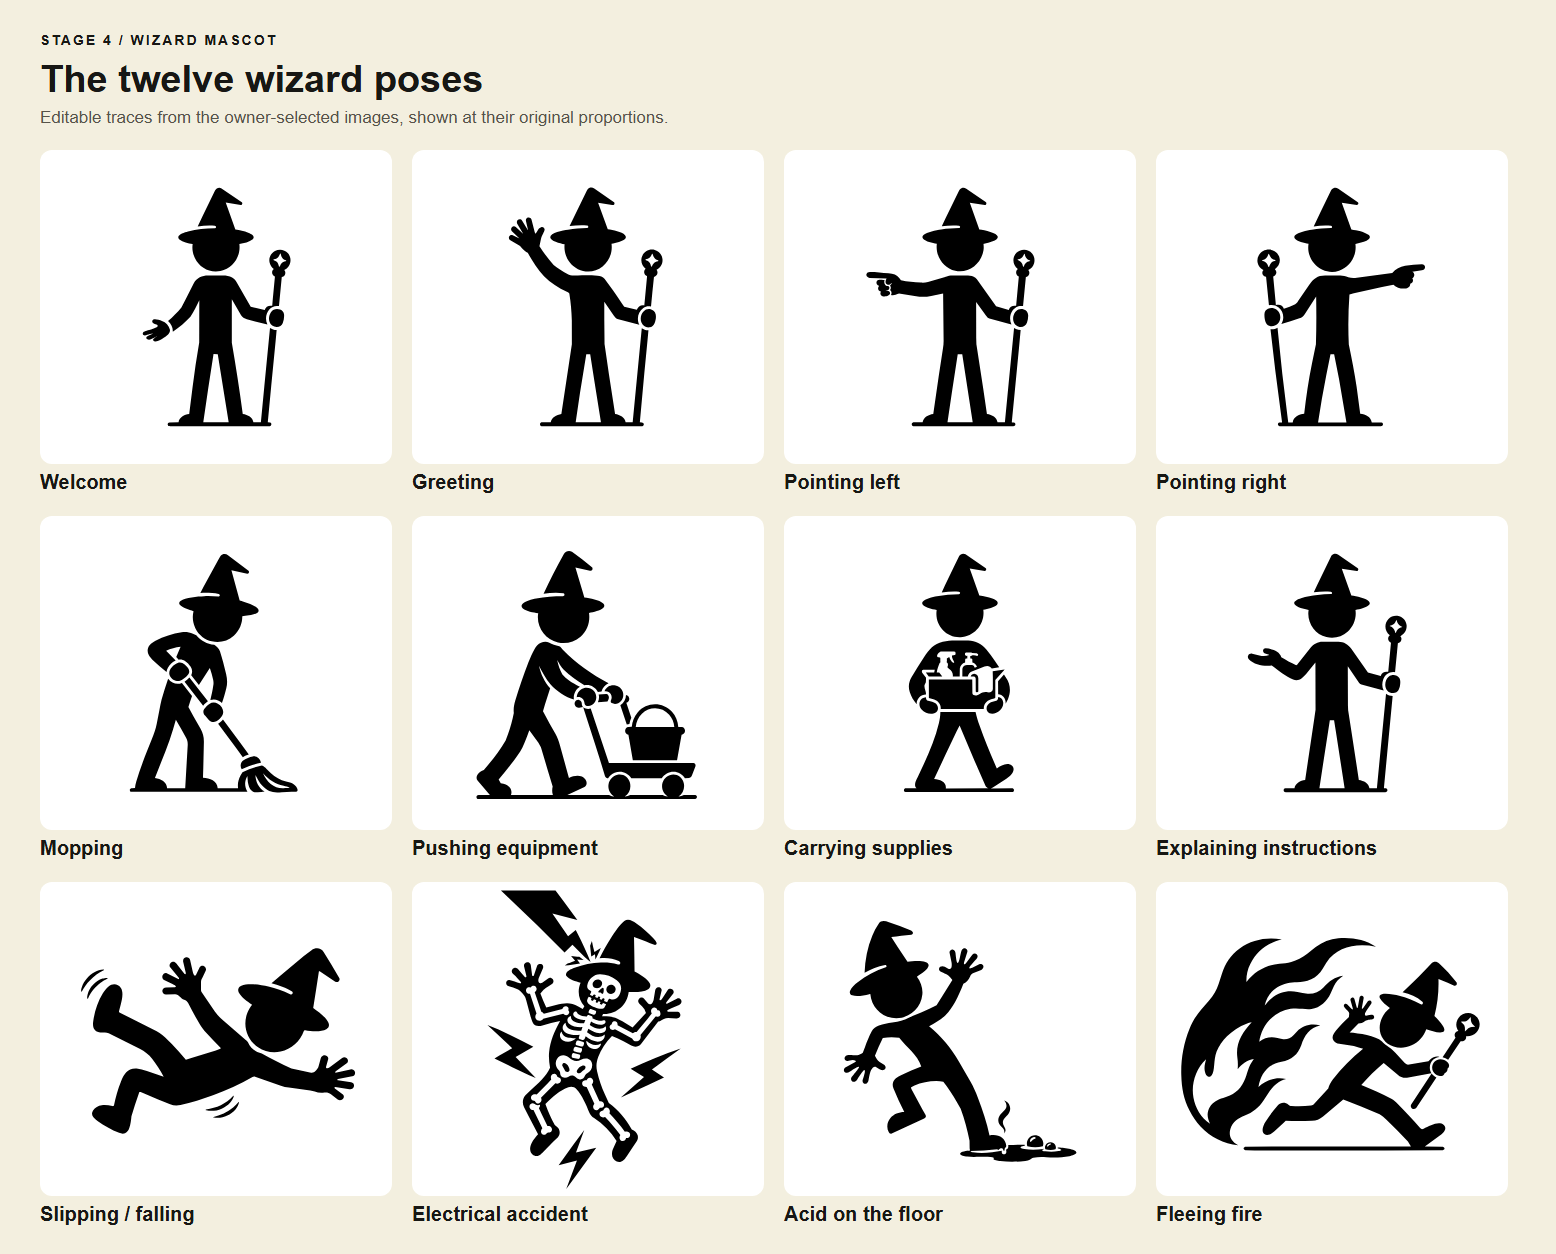 STAGE 4 / WIZARD MASCOT
The twelve wizard poses
Editable traces from the owner-selected images, shown at their original proportions.
Welcome
Greeting
Pointing left
Pointing right
Mopping
Pushing equipment
Carrying supplies
Explaining instructions
Slipping / falling
Electrical accident
Acid on the floor
Fleeing fire